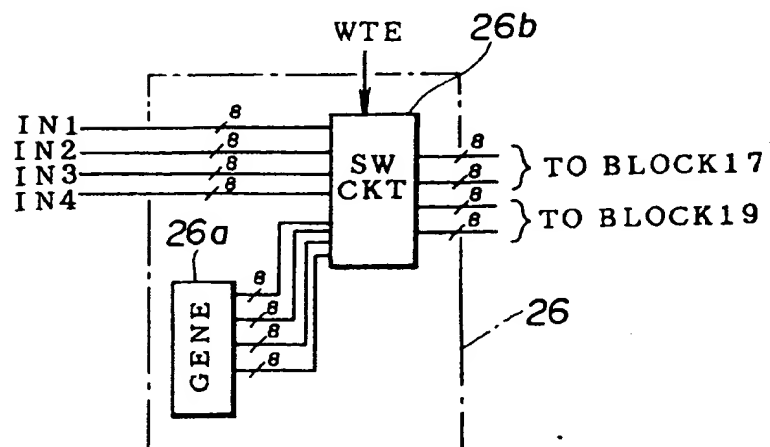 WTE
26b
IN1
8
IN2
8
IN3
8
IN4
8
SW
CKT
8
8
TO BLOCK17
8
8
TO BLOCK19
26a
GENE
8
8
8
8
26